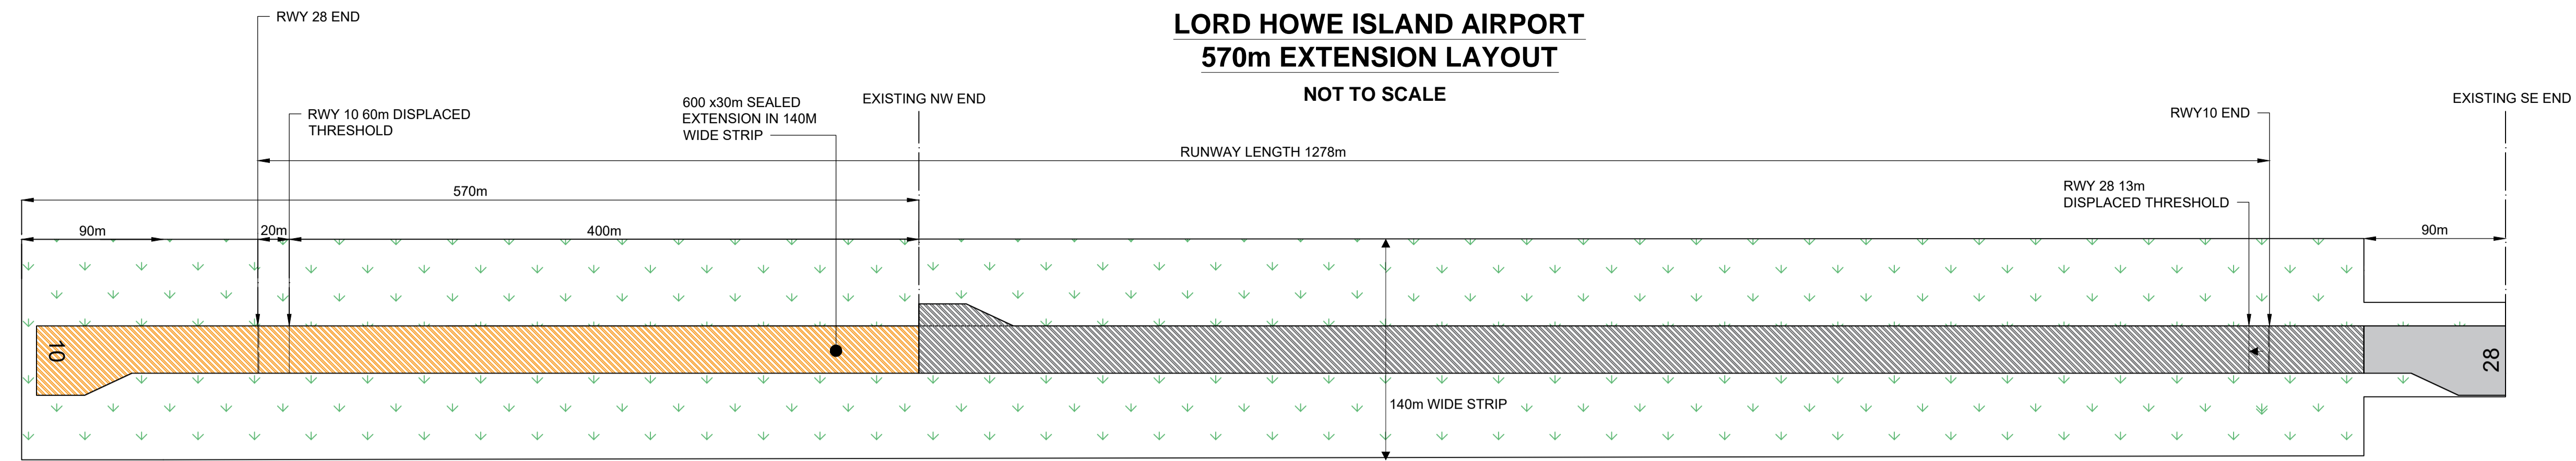 LORD HOWE ISLAND AIRPORT
570m EXTENSION LAYOUT
NOT TO SCALE
RWY 28 END
RWY 10 60m DISPLACED
THRESHOLD
600 x30m SEALED
EXTENSION IN 140M
WIDE STRIP
EXISTING NW END
RUNWAY LENGTH 1278m
RWY10 END
EXISTING SE END
RWY 28 13m
DISPLACED THRESHOLD
570m
90m
20m
400m
90m
10
28
140m WIDE STRIP